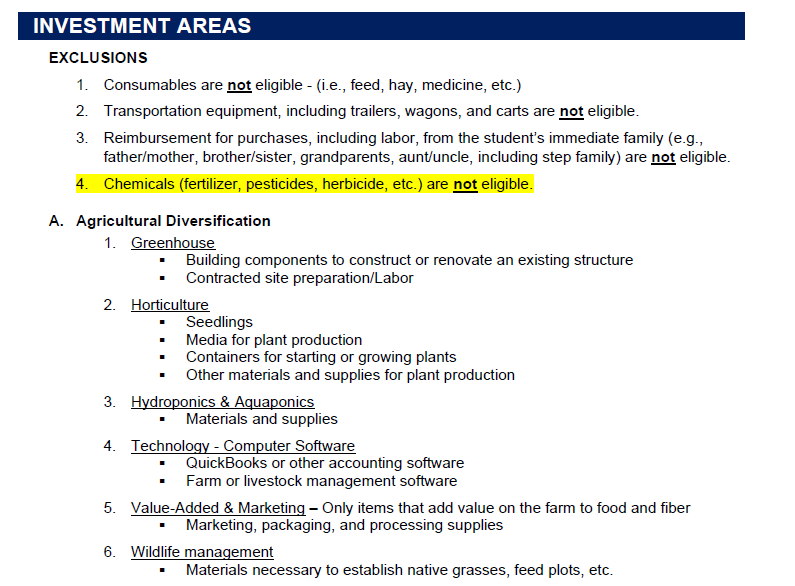 INVESTMENT AREAS
EXCLUSIONS
1. Consumables are not eligible - (i.e., feed, hay, medicine, etc.)
2. Transportation equipment, including trailers, wagons, and carts are not eligible.
3. Reimbursement for purchases, including labor, from the student's immediate family (e.g.,
father/mother, brother/sister, grandparents, aunt/uncle, including step family) are not eligible.
4. Chemicals (fertilizer, pesticides, herbicide, etc.) are not eligible.
A. Agricultural Diversification
1. Greenhouse
▪ Building components to construct or renovate an existing structure
▪ Contracted site preparation/Labor
2. Horticulture
▪ Seedlings
▪ Media for plant production
▪ Containers for starting or growing plants
▪ Other materials and supplies for plant production
3. Hydroponics & Aquaponics
▪ Materials and supplies
4. Technology - Computer Software
▪ QuickBooks or other accounting software
▪ Farm or livestock management software
5. Value-Added & Marketing – Only items that add value on the farm to food and fiber
▪ Marketing, packaging, and processing supplies
6. Wildlife management
▪ Materials necessary to establish native grasses, feed plots, etc.